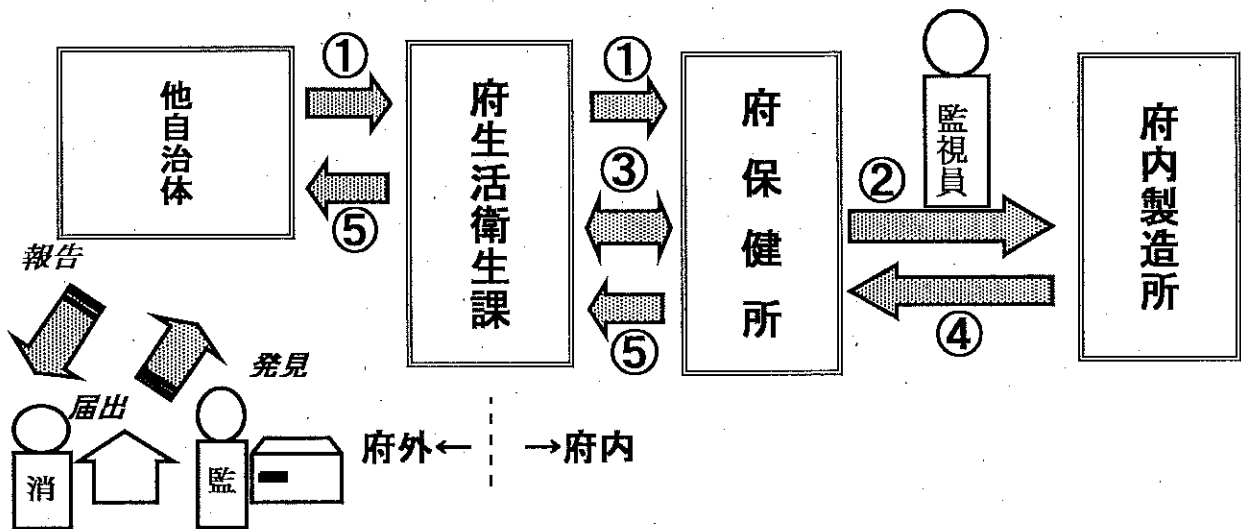 他自治体
①
⑤
府生活衛生課
①
③
⑤
府保健所
監視員
②
④
府内製造所
報告
発見
届出
消
監
府外←
→府内